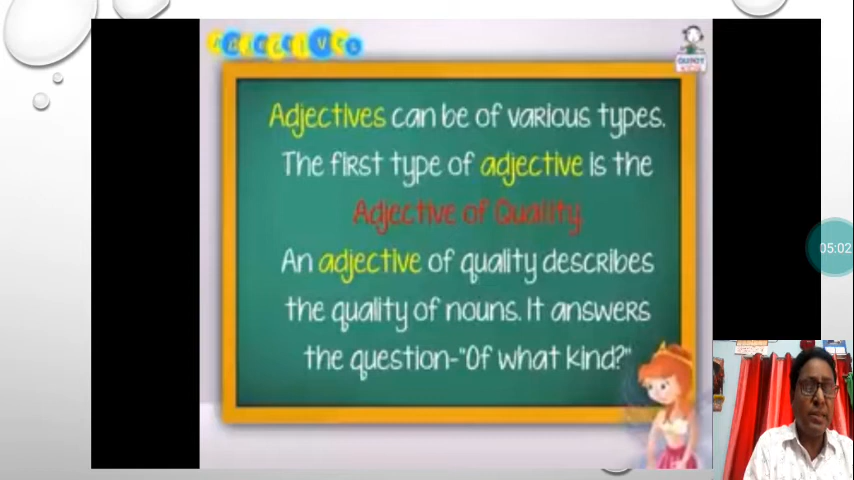 ADJECTIVES
Adjectives can be of various types.
The first type of adjective is the
Adjective of Quality.
An adjective of quality describes
the quality of nouns. It answers
the question-"Of what kind?"
05:02